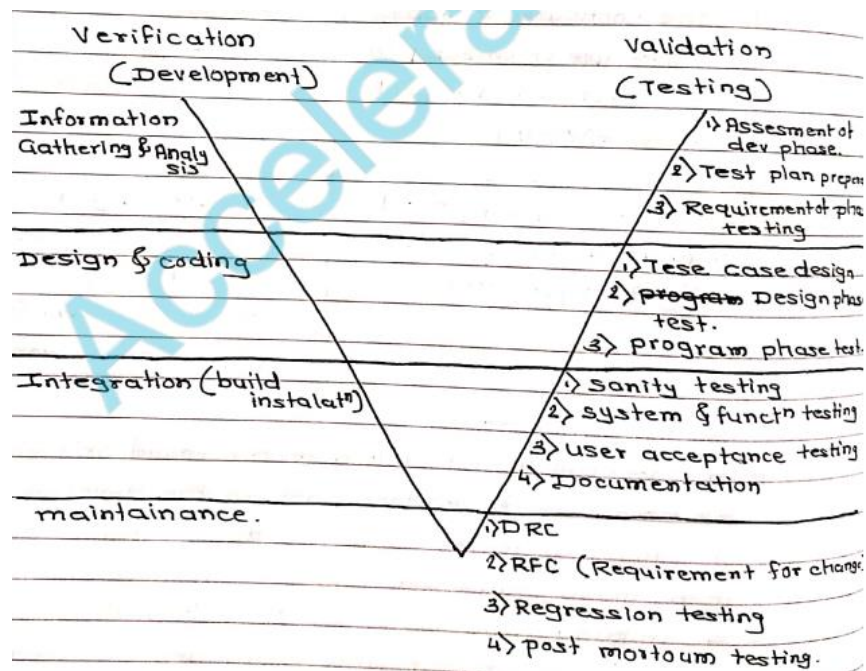 Verification
(Development)
Validation
(Testing)
Information
Gathering & Analy
sis
1) Assesment of
dev phase.
2) Test plan prepa
3) Requirement of pha
testing
Design & coding
1) Tese case design
2) program Design phas
test.
3) program phase test.
Integration (build
instalatn)
1) Sanity testing
2) system & functn testing
3) user acceptance testing
4) Documentation
maintainance.
1) DRC
2) RFC (Requirement for change
3) Regression testing
4) post mortoum testing.
Accelera